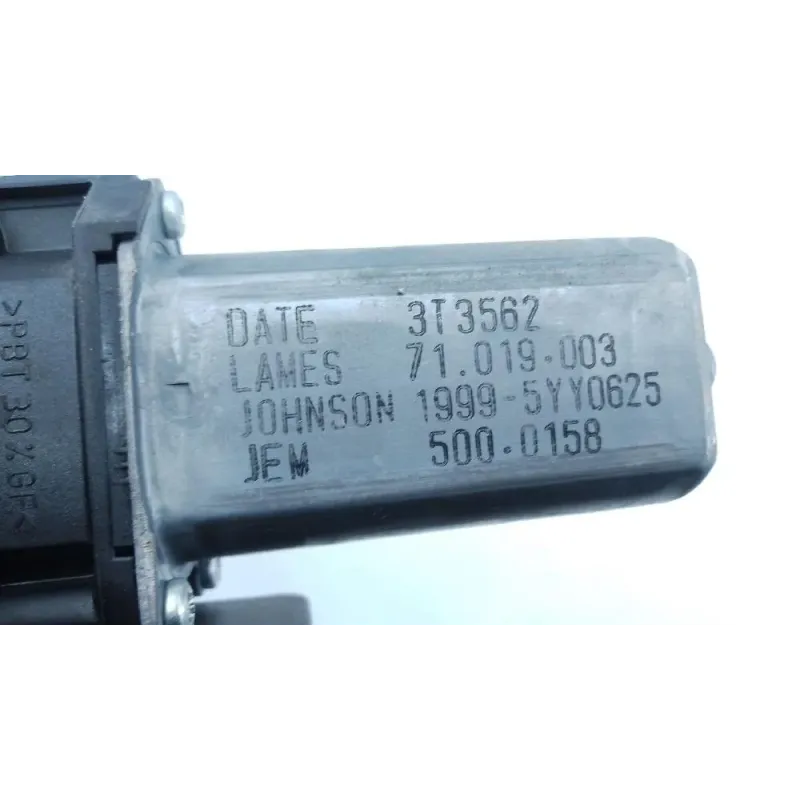 DATE 3T3562
LAMES 71.019.003
JOHNSON 1999-5YY0625
JEM 500.0158
>PBT 30%GF<